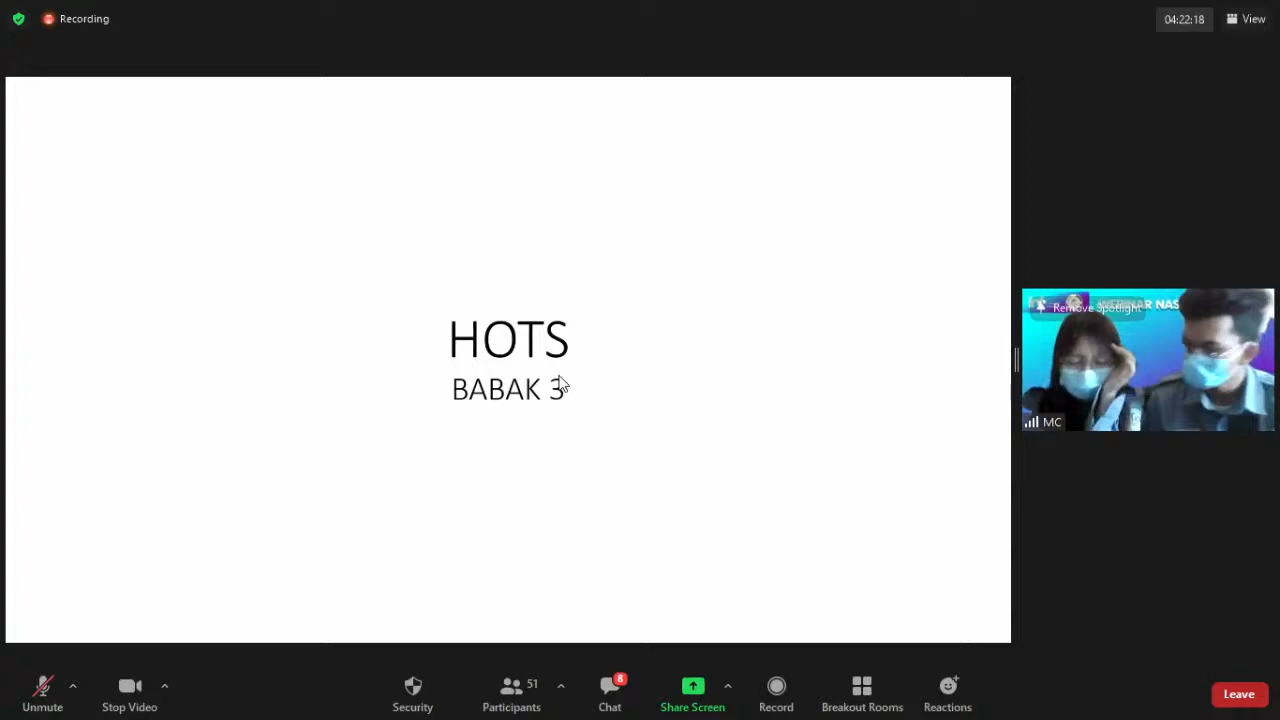 Recording
04:22:18
View
HOTS
BABAK 3
Remove Spotlight
MC
Unmute
Stop Video
Security
51
Participants
8
Chat
Share Screen
Record
Breakout Rooms
Reactions
Leave